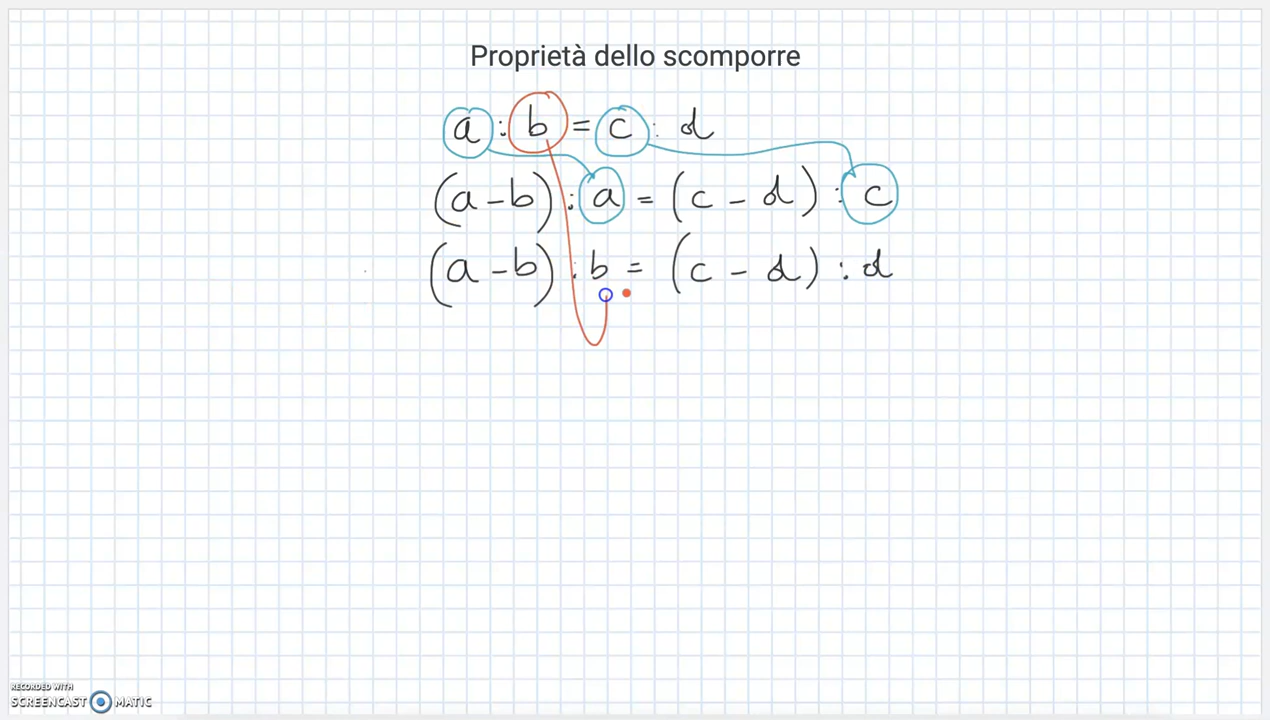 Proprietà dello scomporre
a : b = c : d
(a - b) : a = (c - d) : c
(a - b) : b = (c - d) : d
RECORDED WITH
SCREENCAST MATIC